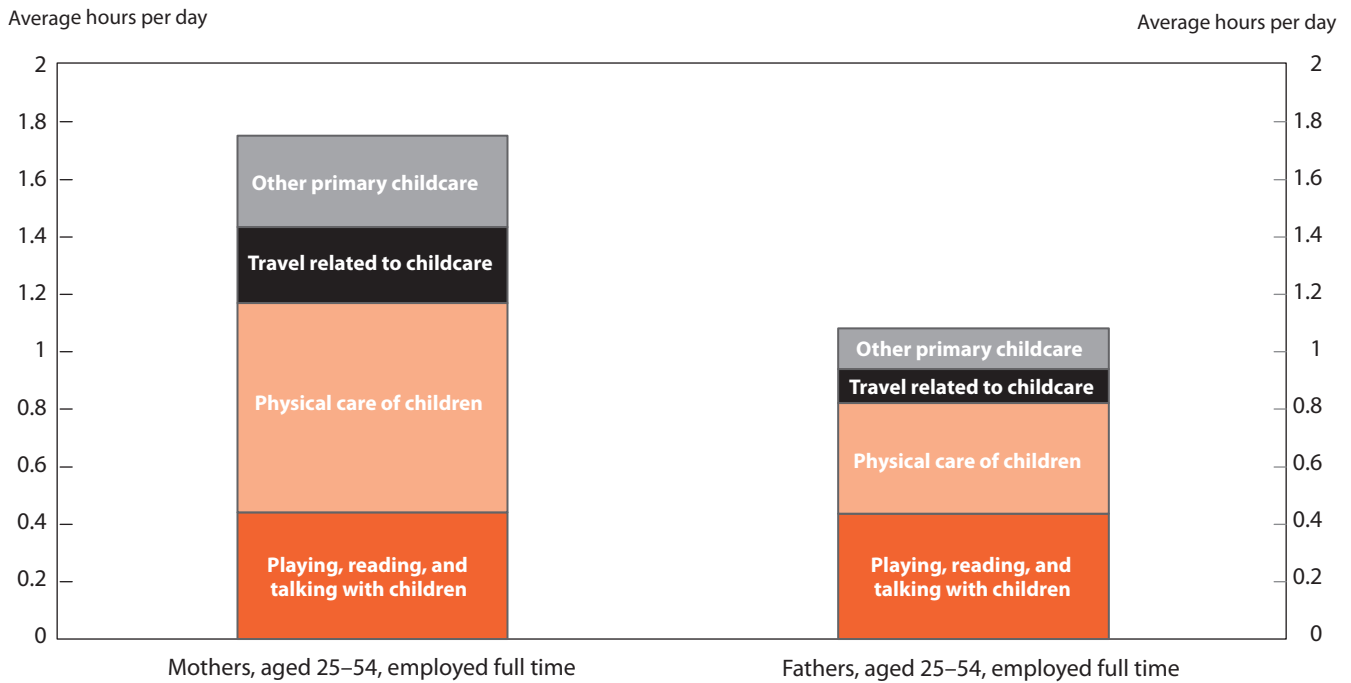 Average hours per day
Average hours per day
2
1.8
1.6
1.4
1.2
1
0.8
0.6
0.4
0.2
0
2
1.8
1.6
1.4
1.2
1
0.8
0.6
0.4
0.2
0
Other primary childcare
Travel related to childcare
Physical care of children
Playing, reading, and
talking with children
Other primary childcare
Travel related to childcare
Physical care of children
Playing, reading, and
talking with children
Mothers, aged 25–54, employed full time
Fathers, aged 25–54, employed full time